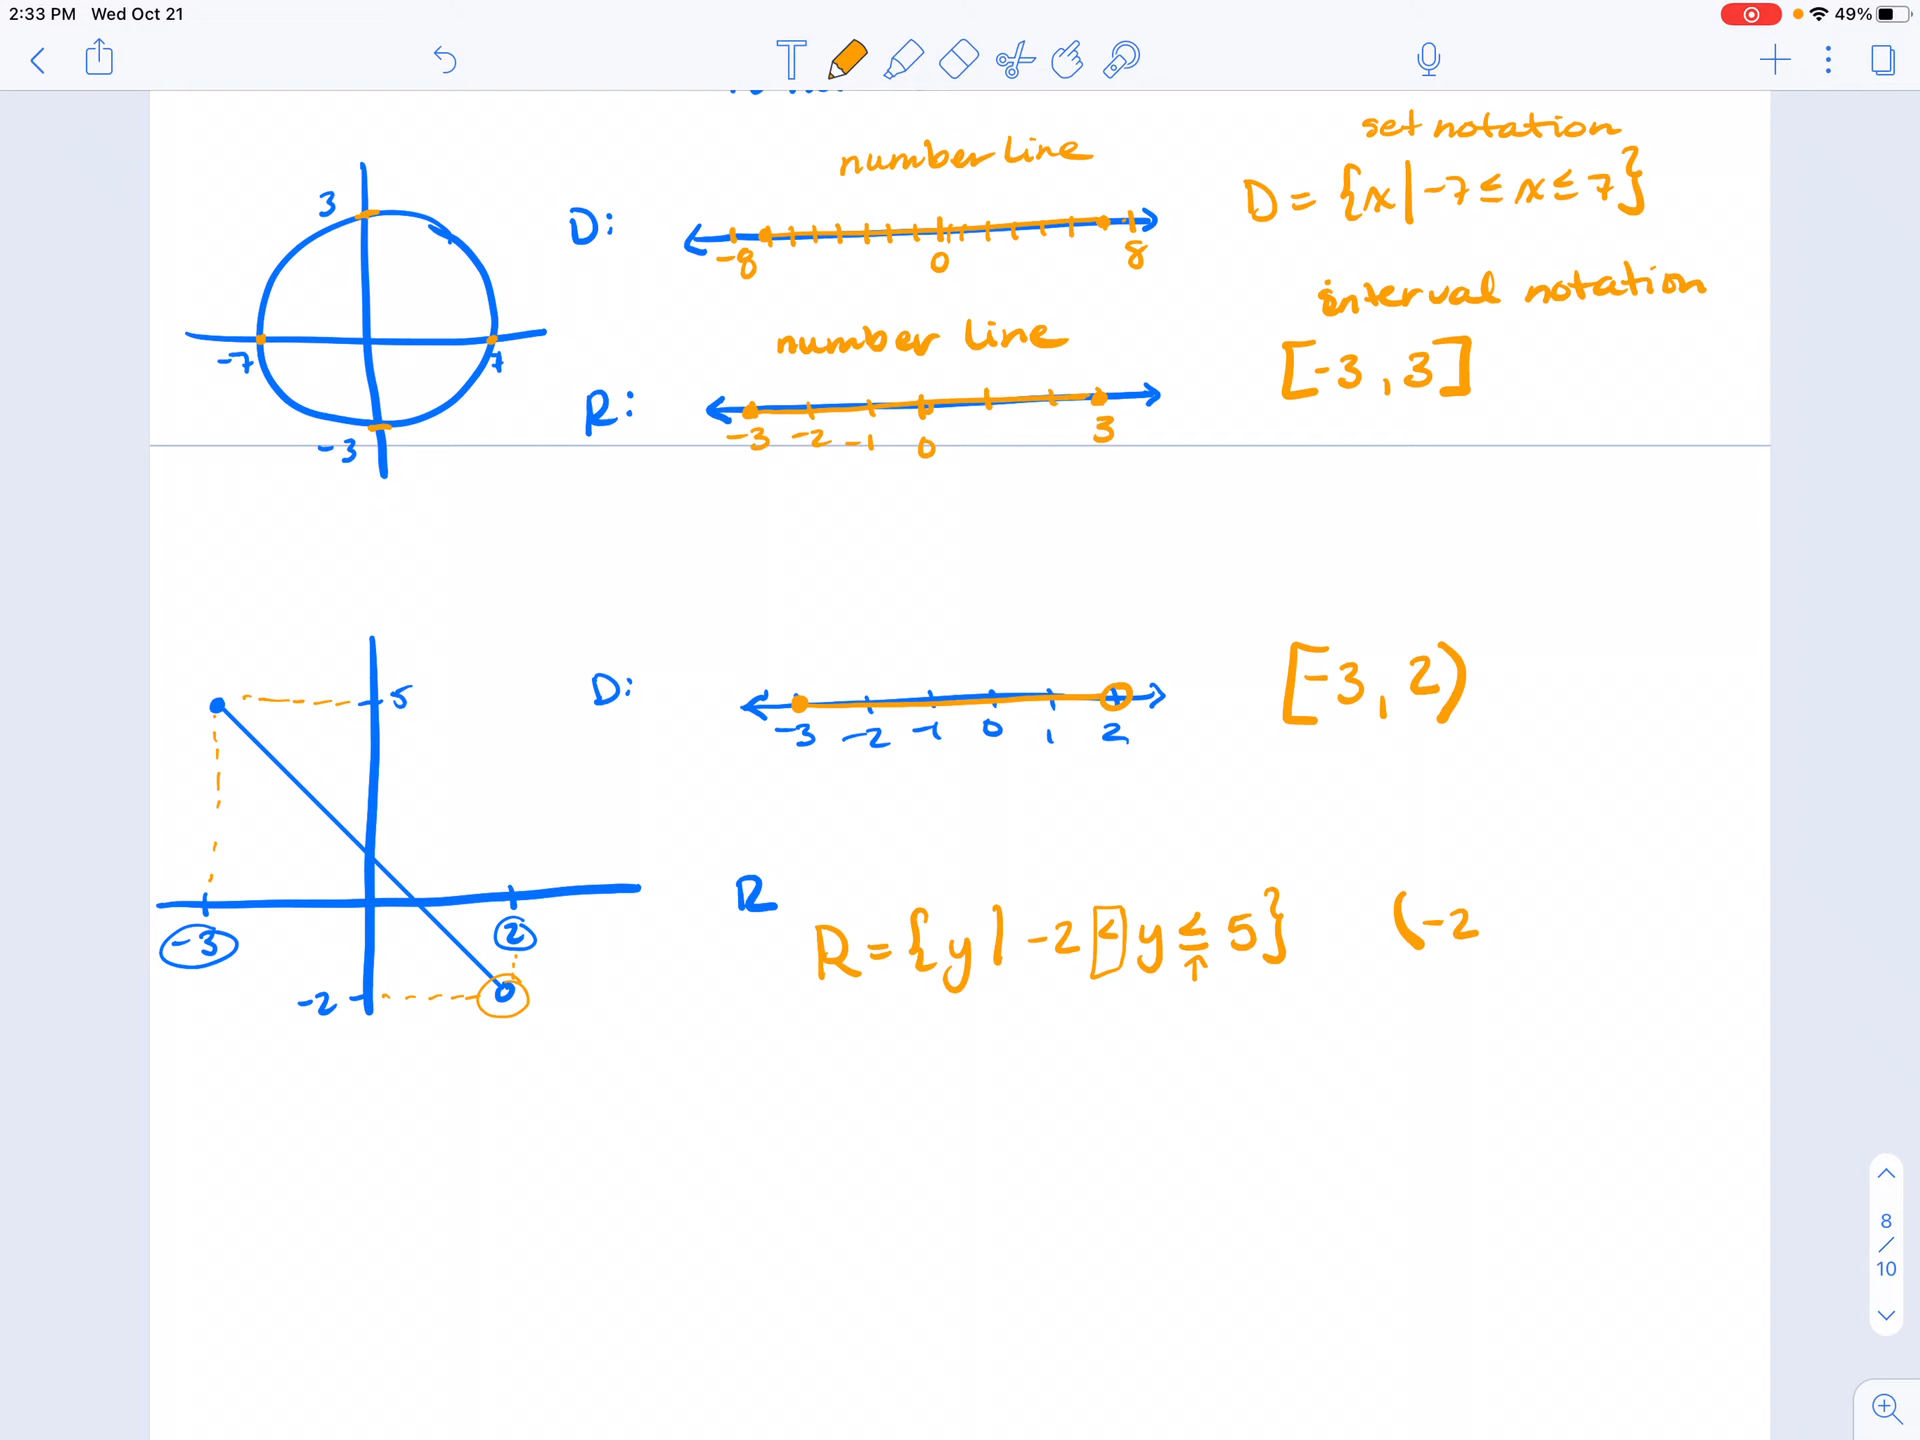 2:33 PM Wed Oct 21
49%
T
set notation
number line
D = {x | -7 ≤ x ≤ 7}
3
D:
-8 0 8
interval notation
number line
[-3, 3]
-7 7
R:
-3 -2 -1 0 3
-3
5
D:
-3 -2 -1 0 1 2
[-3, 2)
R
R = {y | -2 < y ≤ 5}
↑
(-2
-3 2
-2
8
/
10